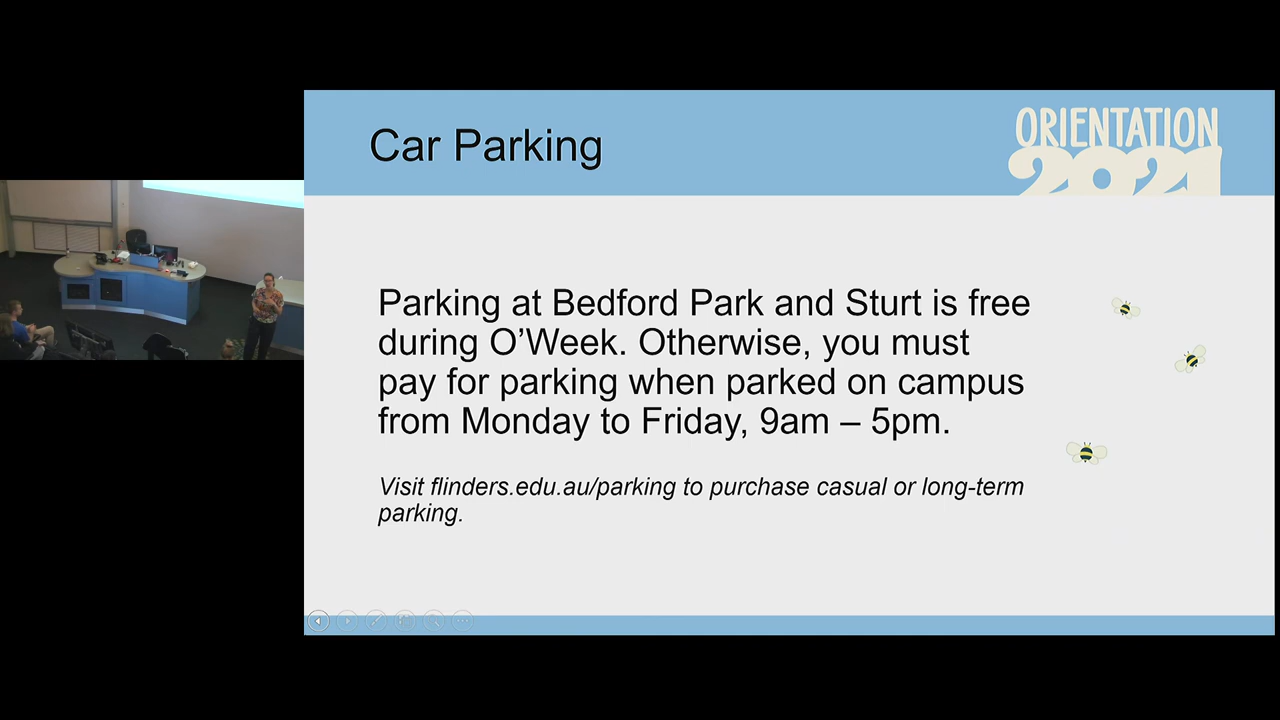 Car Parking
ORIENTATION
2021
Parking at Bedford Park and Sturt is free
during O’Week. Otherwise, you must
pay for parking when parked on campus
from Monday to Friday, 9am – 5pm.
Visit flinders.edu.au/parking to purchase casual or long-term
parking.